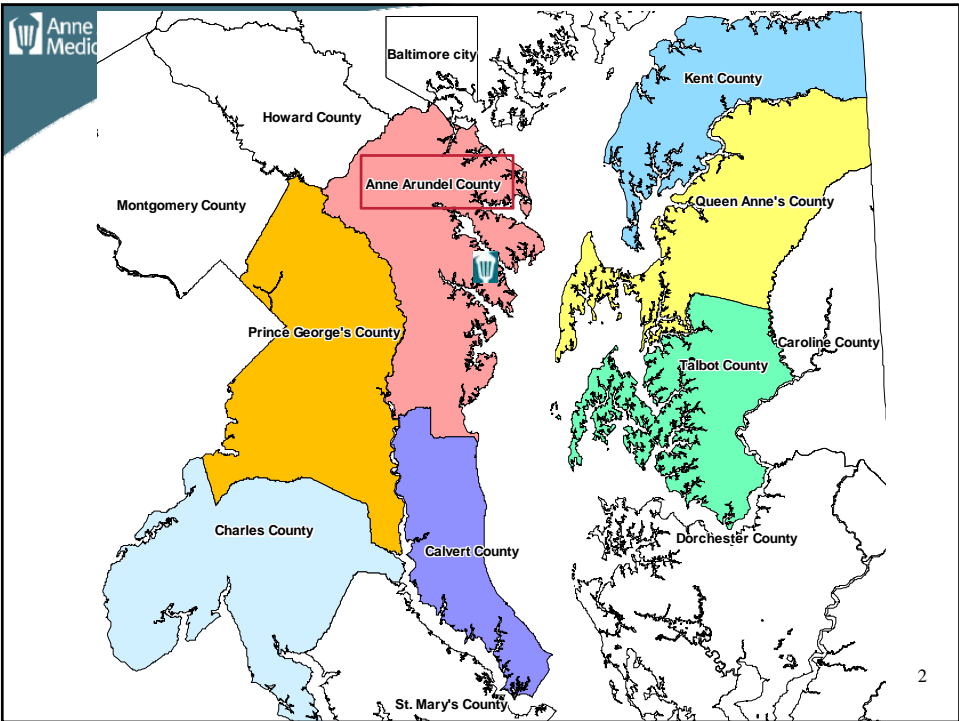 Anne
Medic
Baltimore city
Kent County
Howard County
Anne Arundel County
Montgomery County
Queen Anne's County
Prince George's County
Caroline County
Talbot County
Charles County
Dorchester County
Calvert County
St. Mary's County
2